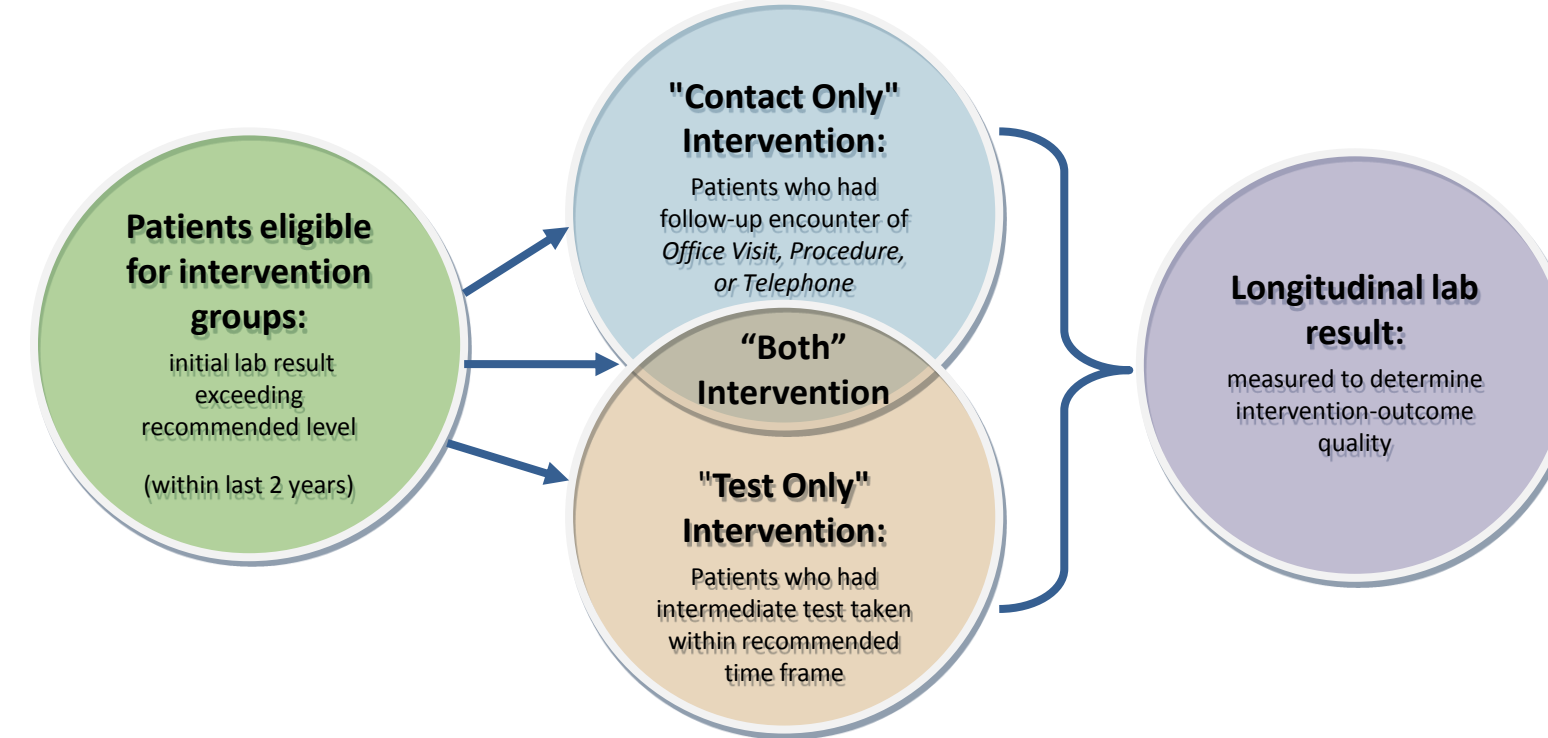 Patients eligible
for intervention
groups:
initial lab result
exceeding
recommended level
(within last 2 years)
"Contact Only"
Intervention:
Patients who had
follow-up encounter of
Office Visit, Procedure,
or Telephone
“Both”
Intervention
"Test Only"
Intervention:
Patients who had
intermediate test taken
within recommended
time frame
Longitudinal lab
result:
measured to determine
intervention-outcome
quality